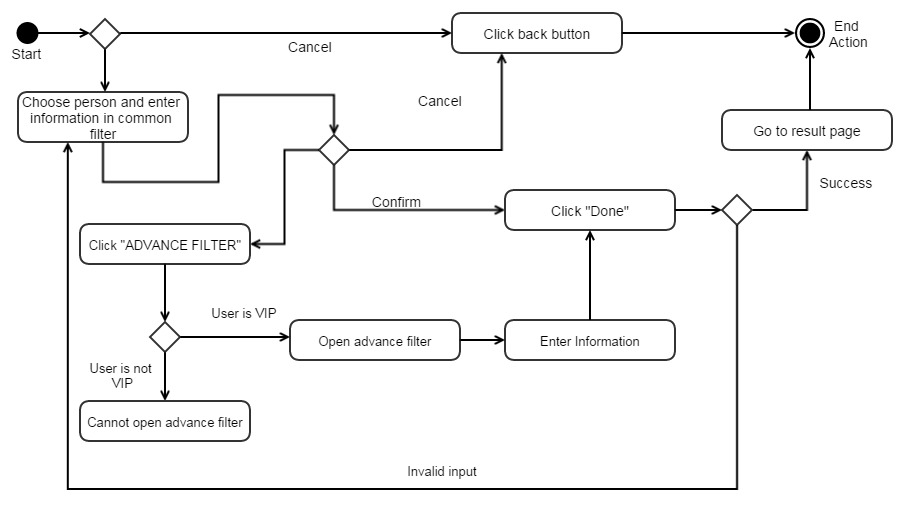 Start
Cancel
Click back button
End
Action
Choose person and enter
information in common
filter
Cancel
Go to result page
Success
Confirm
Click "Done"
Click "ADVANCE FILTER"
User is VIP
Open advance filter
Enter Information
User is not
VIP
Cannot open advance filter
Invalid input